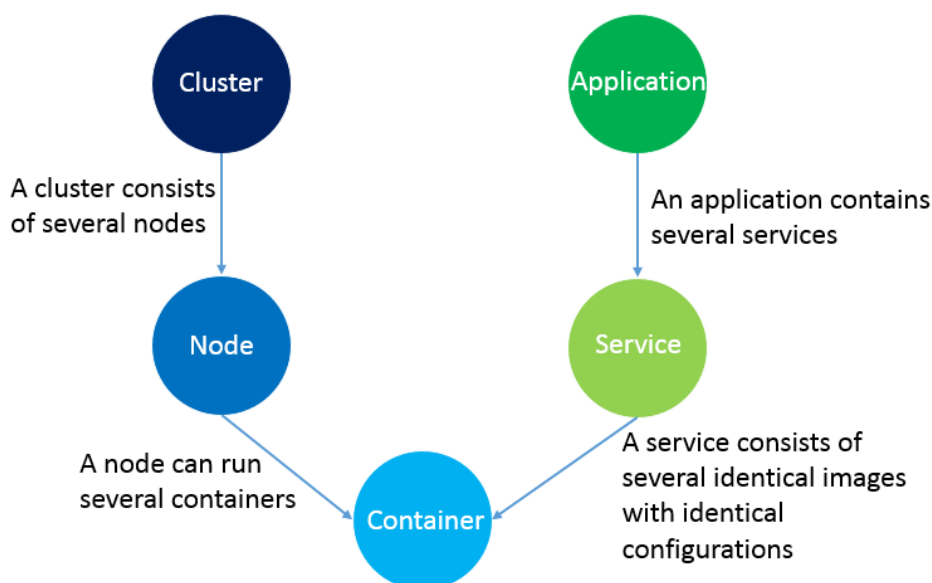 Cluster
Application
A cluster consists
of several nodes
An application contains
several services
Node
Service
A node can run
several containers
A service consists of
several identical images
with identical
configurations
Container